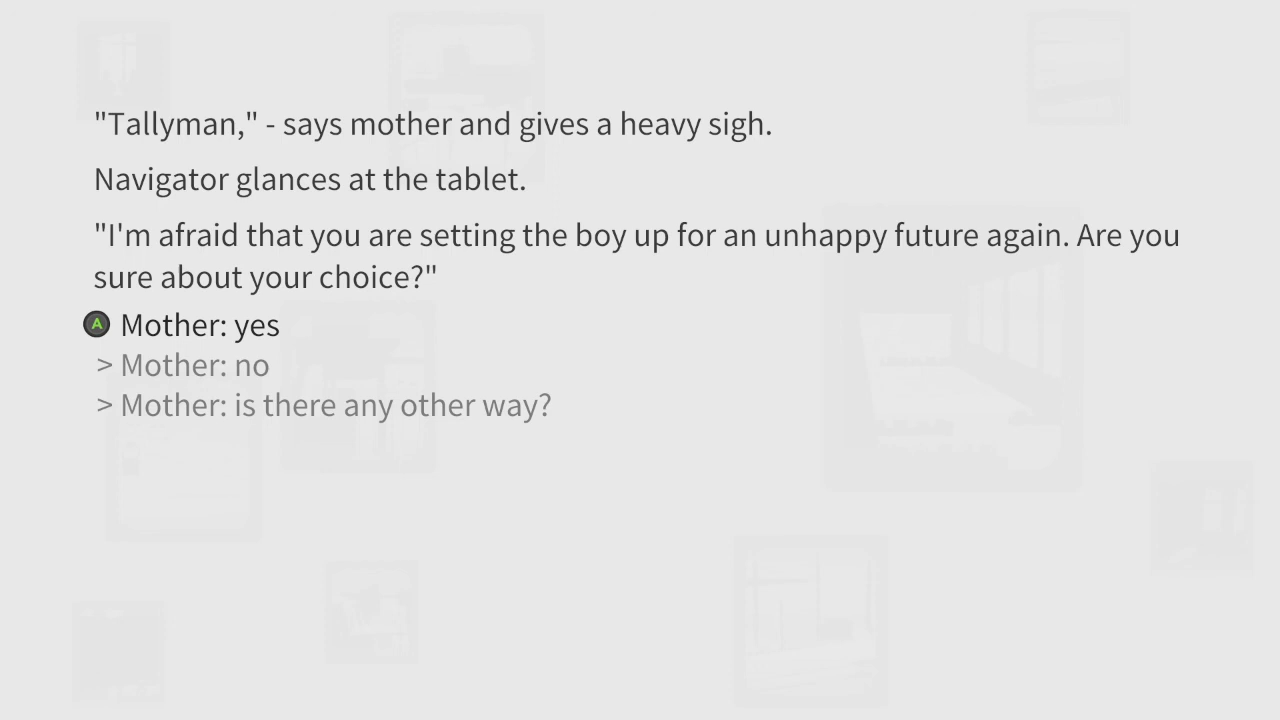 "Tallyman," - says mother and gives a heavy sigh.
Navigator glances at the tablet.
"I'm afraid that you are setting the boy up for an unhappy future again. Are you
sure about your choice?"
A Mother: yes
> Mother: no
> Mother: is there any other way?